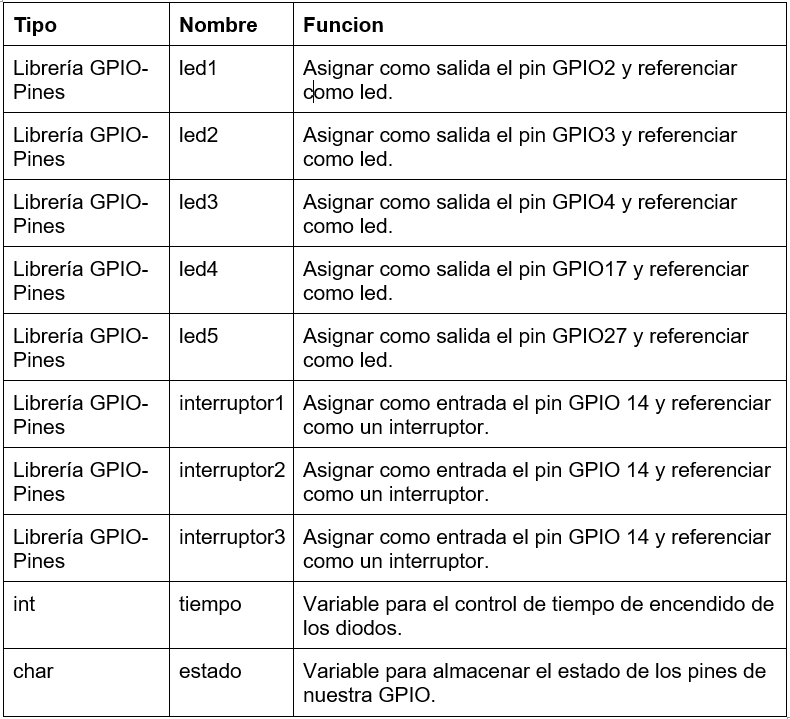 Tipo Nombre Funcion
Librería GPIO- led1 Asignar como salida el pin GPIO2 y referenciar
Pines como led.
Librería GPIO- led2 Asignar como salida el pin GPIO3 y referenciar
Pines como led.
Librería GPIO- led3 Asignar como salida el pin GPIO4 y referenciar
Pines como led.
Librería GPIO- led4 Asignar como salida el pin GPIO17 y referenciar
Pines como led.
Librería GPIO- led5 Asignar como salida el pin GPIO27 y referenciar
Pines como led.
Librería GPIO- interruptor1 Asignar como entrada el pin GPIO 14 y referenciar
Pines como un interruptor.
Librería GPIO- interruptor2 Asignar como entrada el pin GPIO 14 y referenciar
Pines como un interruptor.
Librería GPIO- interruptor3 Asignar como entrada el pin GPIO 14 y referenciar
Pines como un interruptor.
int tiempo Variable para el control de tiempo de encendido de
los diodos.
char estado Variable para almacenar el estado de los pines de
nuestra GPIO.